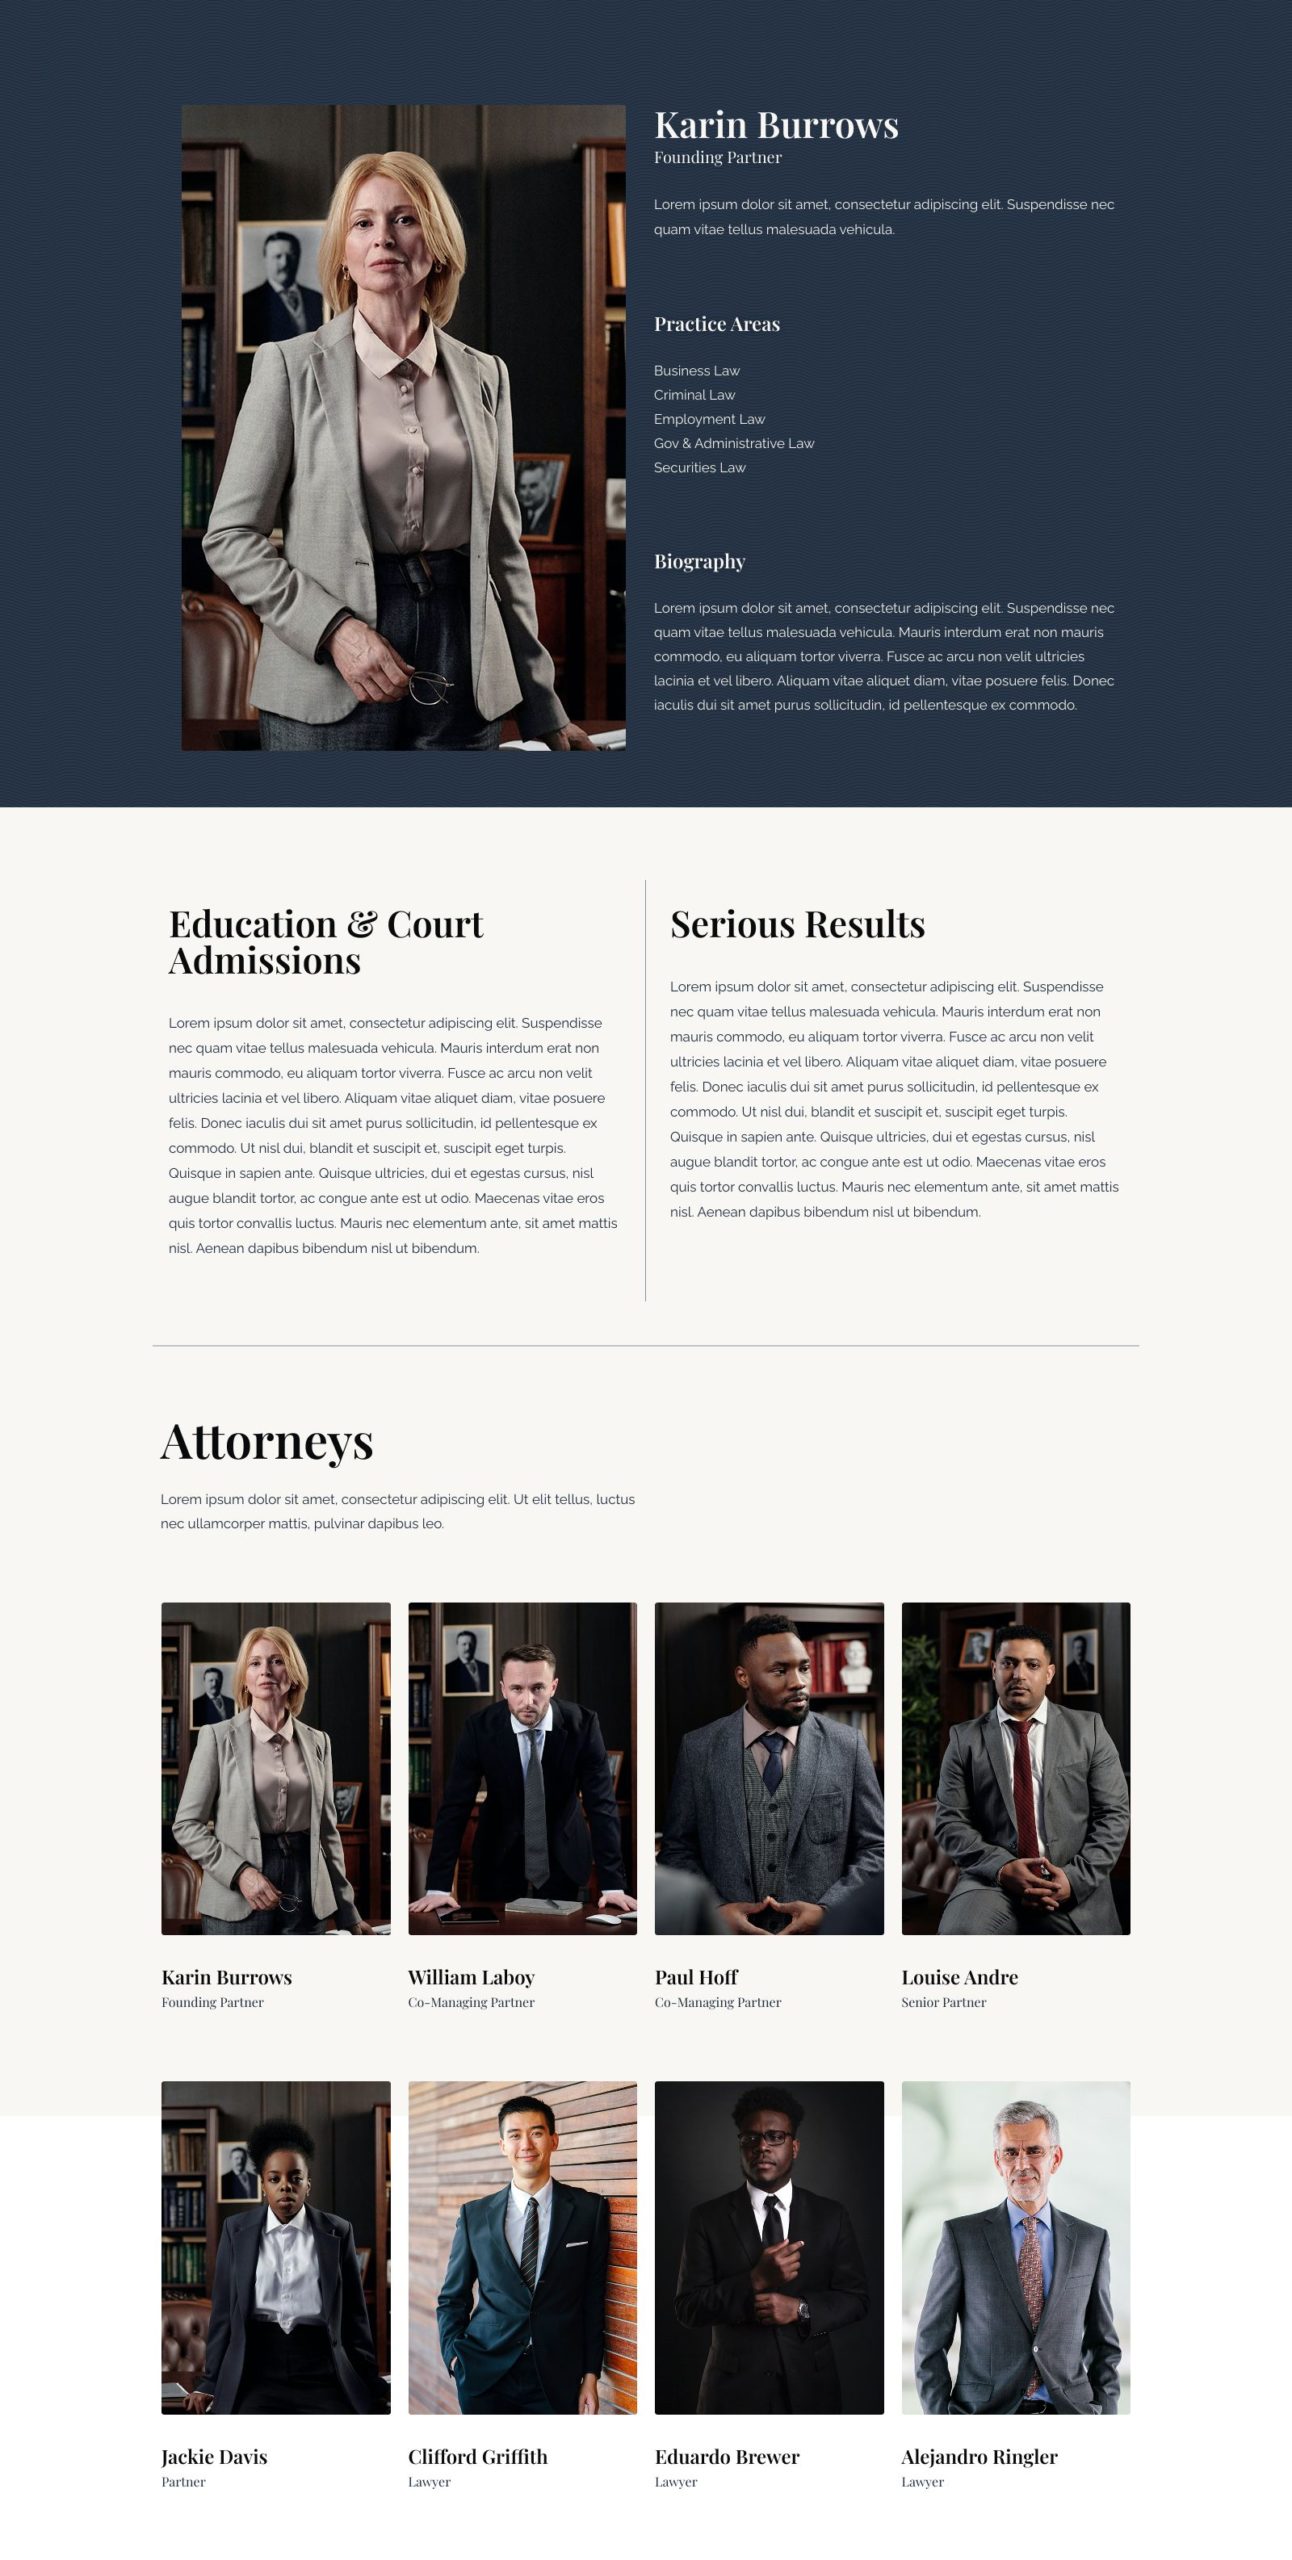 Karin Burrows
Founding Partner
Lorem ipsum dolor sit amet, consectetur adipiscing elit. Suspendisse nec
quam vitae tellus malesuada vehicula.
Practice Areas
Business Law
Criminal Law
Employment Law
Gov & Administrative Law
Securities Law
Biography
Lorem ipsum dolor sit amet, consectetur adipiscing elit. Suspendisse nec
quam vitae tellus malesuada vehicula. Mauris interdum erat non mauris
commodo, eu aliquam tortor viverra. Fusce ac arcu non velit ultricies
lacinia et vel libero. Aliquam vitae aliquet diam, vitae posuere felis. Donec
iaculis dui sit amet purus sollicitudin, id pellentesque ex commodo.
Education & Court
Admissions
Lorem ipsum dolor sit amet, consectetur adipiscing elit. Suspendisse
nec quam vitae tellus malesuada vehicula. Mauris interdum erat non
mauris commodo, eu aliquam tortor viverra. Fusce ac arcu non velit
ultricies lacinia et vel libero. Aliquam vitae aliquet diam, vitae posuere
felis. Donec iaculis dui sit amet purus sollicitudin, id pellentesque ex
commodo. Ut nisl dui, blandit et suscipit et, suscipit eget turpis.
Quisque in sapien ante. Quisque ultricies, dui et egestas cursus, nisl
augue blandit tortor, ac congue ante est ut odio. Maecenas vitae eros
quis tortor convallis luctus. Mauris nec elementum ante, sit amet mattis
nisl. Aenean dapibus bibendum nisl ut bibendum.
Serious Results
Lorem ipsum dolor sit amet, consectetur adipiscing elit. Suspendisse
nec quam vitae tellus malesuada vehicula. Mauris interdum erat non
mauris commodo, eu aliquam tortor viverra. Fusce ac arcu non velit
ultricies lacinia et vel libero. Aliquam vitae aliquet diam, vitae posuere
felis. Donec iaculis dui sit amet purus sollicitudin, id pellentesque ex
commodo. Ut nisl dui, blandit et suscipit et, suscipit eget turpis.
Quisque in sapien ante. Quisque ultricies, dui et egestas cursus, nisl
augue blandit tortor, ac congue ante est ut odio. Maecenas vitae eros
quis tortor convallis luctus. Mauris nec elementum ante, sit amet mattis
nisl. Aenean dapibus bibendum nisl ut bibendum.
Attorneys
Lorem ipsum dolor sit amet, consectetur adipiscing elit. Ut elit tellus, luctus
nec ullamcorper mattis, pulvinar dapibus leo.
Karin Burrows
Founding Partner
William Laboy
Co-Managing Partner
Paul Hoff
Co-Managing Partner
Louise Andre
Senior Partner
Jackie Davis
Partner
Clifford Griffith
Lawyer
Eduardo Brewer
Lawyer
Alejandro Ringler
Lawyer